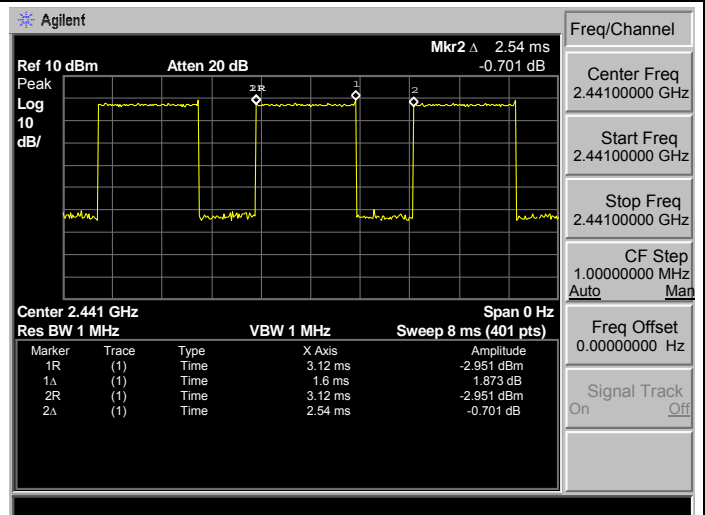 Agilent
Mkr2 Δ 2.54 ms
Ref 10 dBm Atten 20 dB -0.701 dB
Peak
Log
10
dB/
2R 1 2
Center 2.441 GHz Span 0 Hz
Res BW 1 MHz VBW 1 MHz Sweep 8 ms (401 pts)
Marker Trace Type X Axis Amplitude
1R (1) Time 3.12 ms -2.951 dBm
1Δ (1) Time 1.6 ms 1.873 dB
2R (1) Time 3.12 ms -2.951 dBm
2Δ (1) Time 2.54 ms -0.701 dB
Freq/Channel
Center Freq
2.44100000 GHz
Start Freq
2.44100000 GHz
Stop Freq
2.44100000 GHz
CF Step
1.00000000 MHz
Auto Man
Freq Offset
0.00000000 Hz
Signal Track
On Off